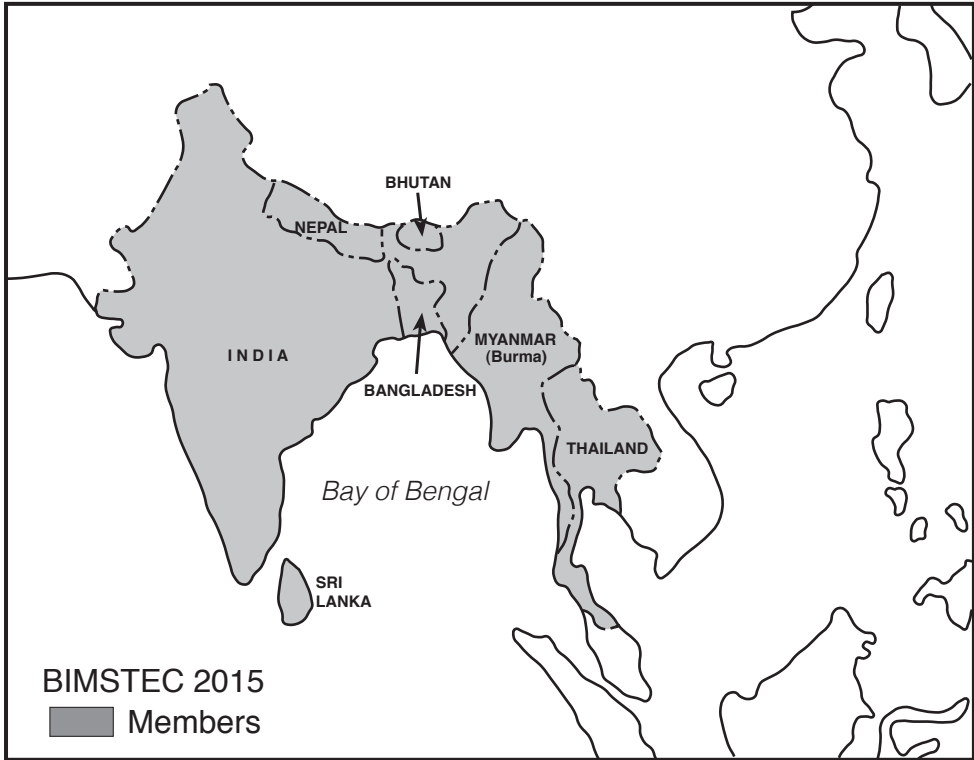 BHUTAN
NEPAL
MYANMAR
(Burma)
INDIA
BANGLADESH
THAILAND
Bay of Bengal
SRI
LANKA
BIMSTEC 2015
Members